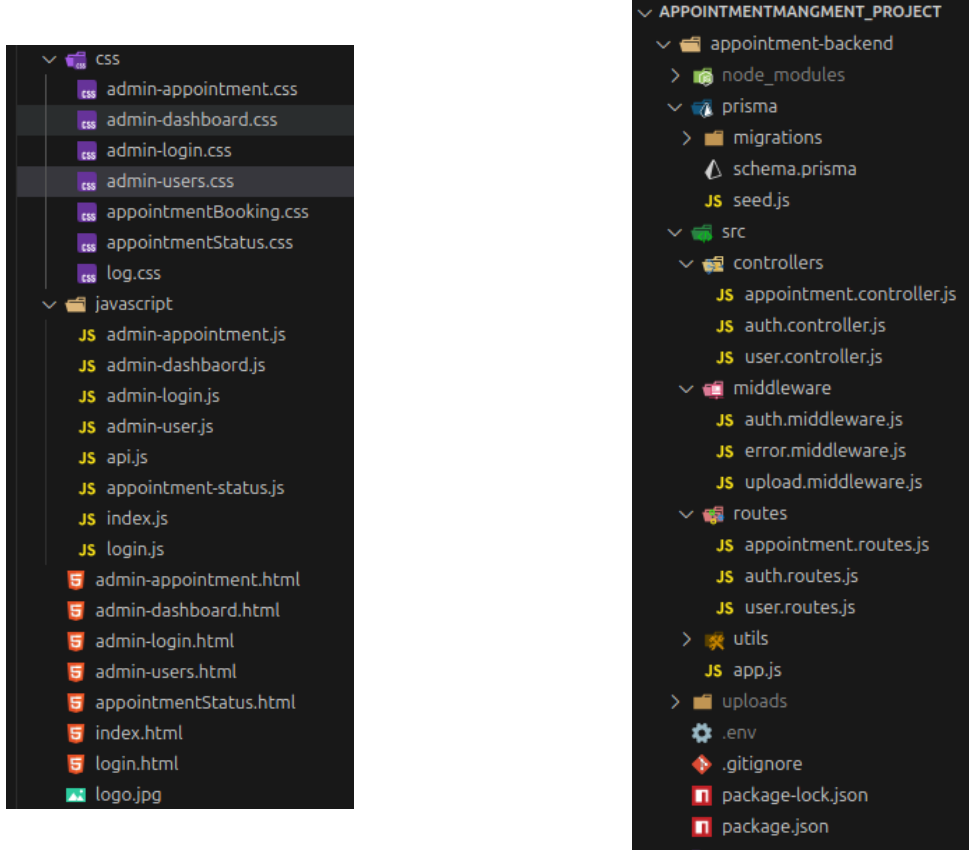 css
admin-appointment.css
admin-dashboard.css
admin-login.css
admin-users.css
appointmentBooking.css
appointmentStatus.css
log.css
javascript
JS admin-appointment.js
JS admin-dashbaord.js
JS admin-login.js
JS admin-user.js
JS api.js
JS appointment-status.js
JS index.js
JS login.js
admin-appointment.html
admin-dashboard.html
admin-login.html
admin-users.html
appointmentStatus.html
index.html
login.html
logo.jpg
APPOINTMENTMANGMENT_PROJECT
appointment-backend
node_modules
prisma
migrations
schema.prisma
JS seed.js
src
controllers
JS appointment.controller.js
JS auth.controller.js
JS user.controller.js
middleware
JS auth.middleware.js
JS error.middleware.js
JS upload.middleware.js
routes
JS appointment.routes.js
JS auth.routes.js
JS user.routes.js
utils
JS app.js
uploads
.env
.gitignore
package-lock.json
package.json